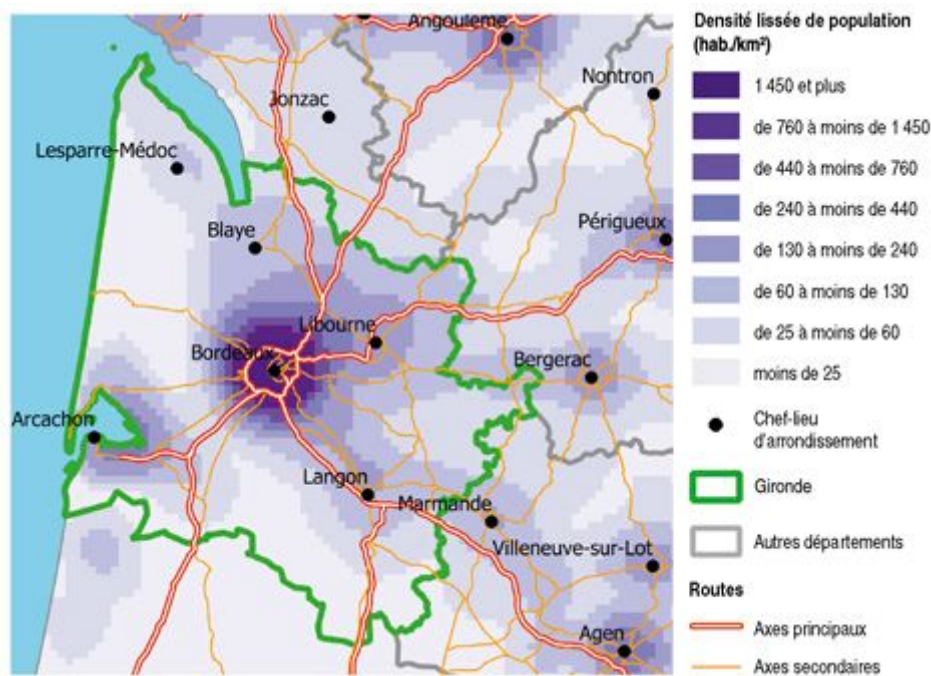 Angoulême
Nontron
Jonzac
Lesparre-Médoc
Blaye
Périgueux
Libourne
Bordeaux
Bergerac
Arcachon
Langon
Marmande
Villeneuve-sur-Lot
Agen
Densité lissée de population
(hab./km²)
1 450 et plus
de 760 à moins de 1 450
de 440 à moins de 760
de 240 à moins de 440
de 130 à moins de 240
de 60 à moins de 130
de 25 à moins de 60
moins de 25
Chef-lieu
d'arrondissement
Gironde
Autres départements
Routes
Axes principaux
Axes secondaires